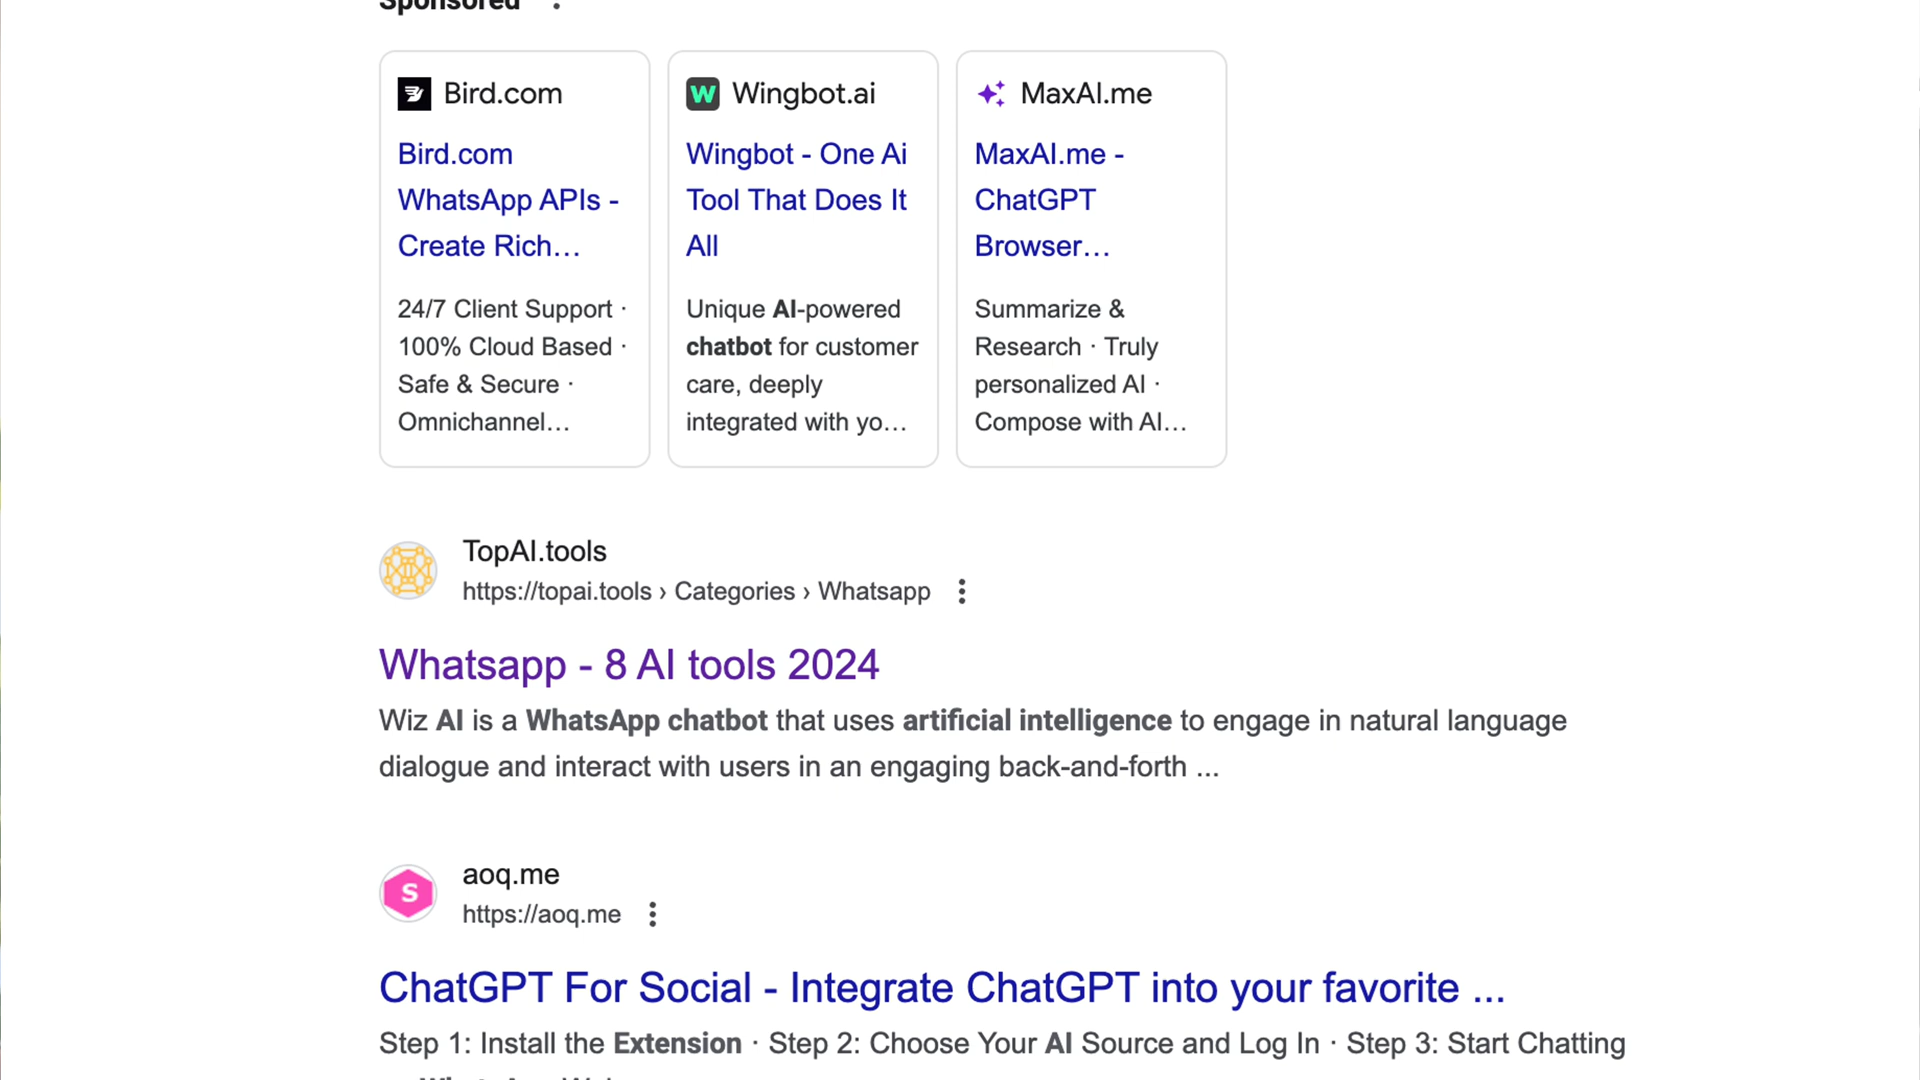 Sponsored
Bird.com
Bird.com
WhatsApp APIs -
Create Rich…
24/7 Client Support ·
100% Cloud Based ·
Safe & Secure ·
Omnichannel…
W Wingbot.ai
Wingbot - One Ai
Tool That Does It
All
Unique AI-powered
chatbot for customer
care, deeply
integrated with yo…
MaxAI.me
MaxAI.me -
ChatGPT
Browser…
Summarize &
Research · Truly
personalized AI ·
Compose with AI…
TopAI.tools
https://topai.tools › Categories › Whatsapp
Whatsapp - 8 AI tools 2024
Wiz AI is a WhatsApp chatbot that uses artificial intelligence to engage in natural language
dialogue and interact with users in an engaging back-and-forth ...
S
aoq.me
https://aoq.me
ChatGPT For Social - Integrate ChatGPT into your favorite ...
Step 1: Install the Extension · Step 2: Choose Your AI Source and Log In · Step 3: Start Chatting